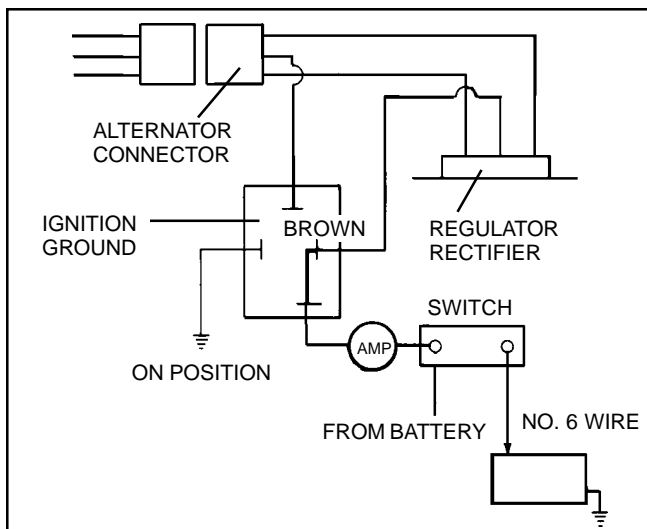 ALTERNATOR
CONNECTOR
IGNITION
GROUND
BROWN
REGULATOR
RECTIFIER
SWITCH
AMP
ON POSITION
FROM BATTERY
NO. 6 WIRE